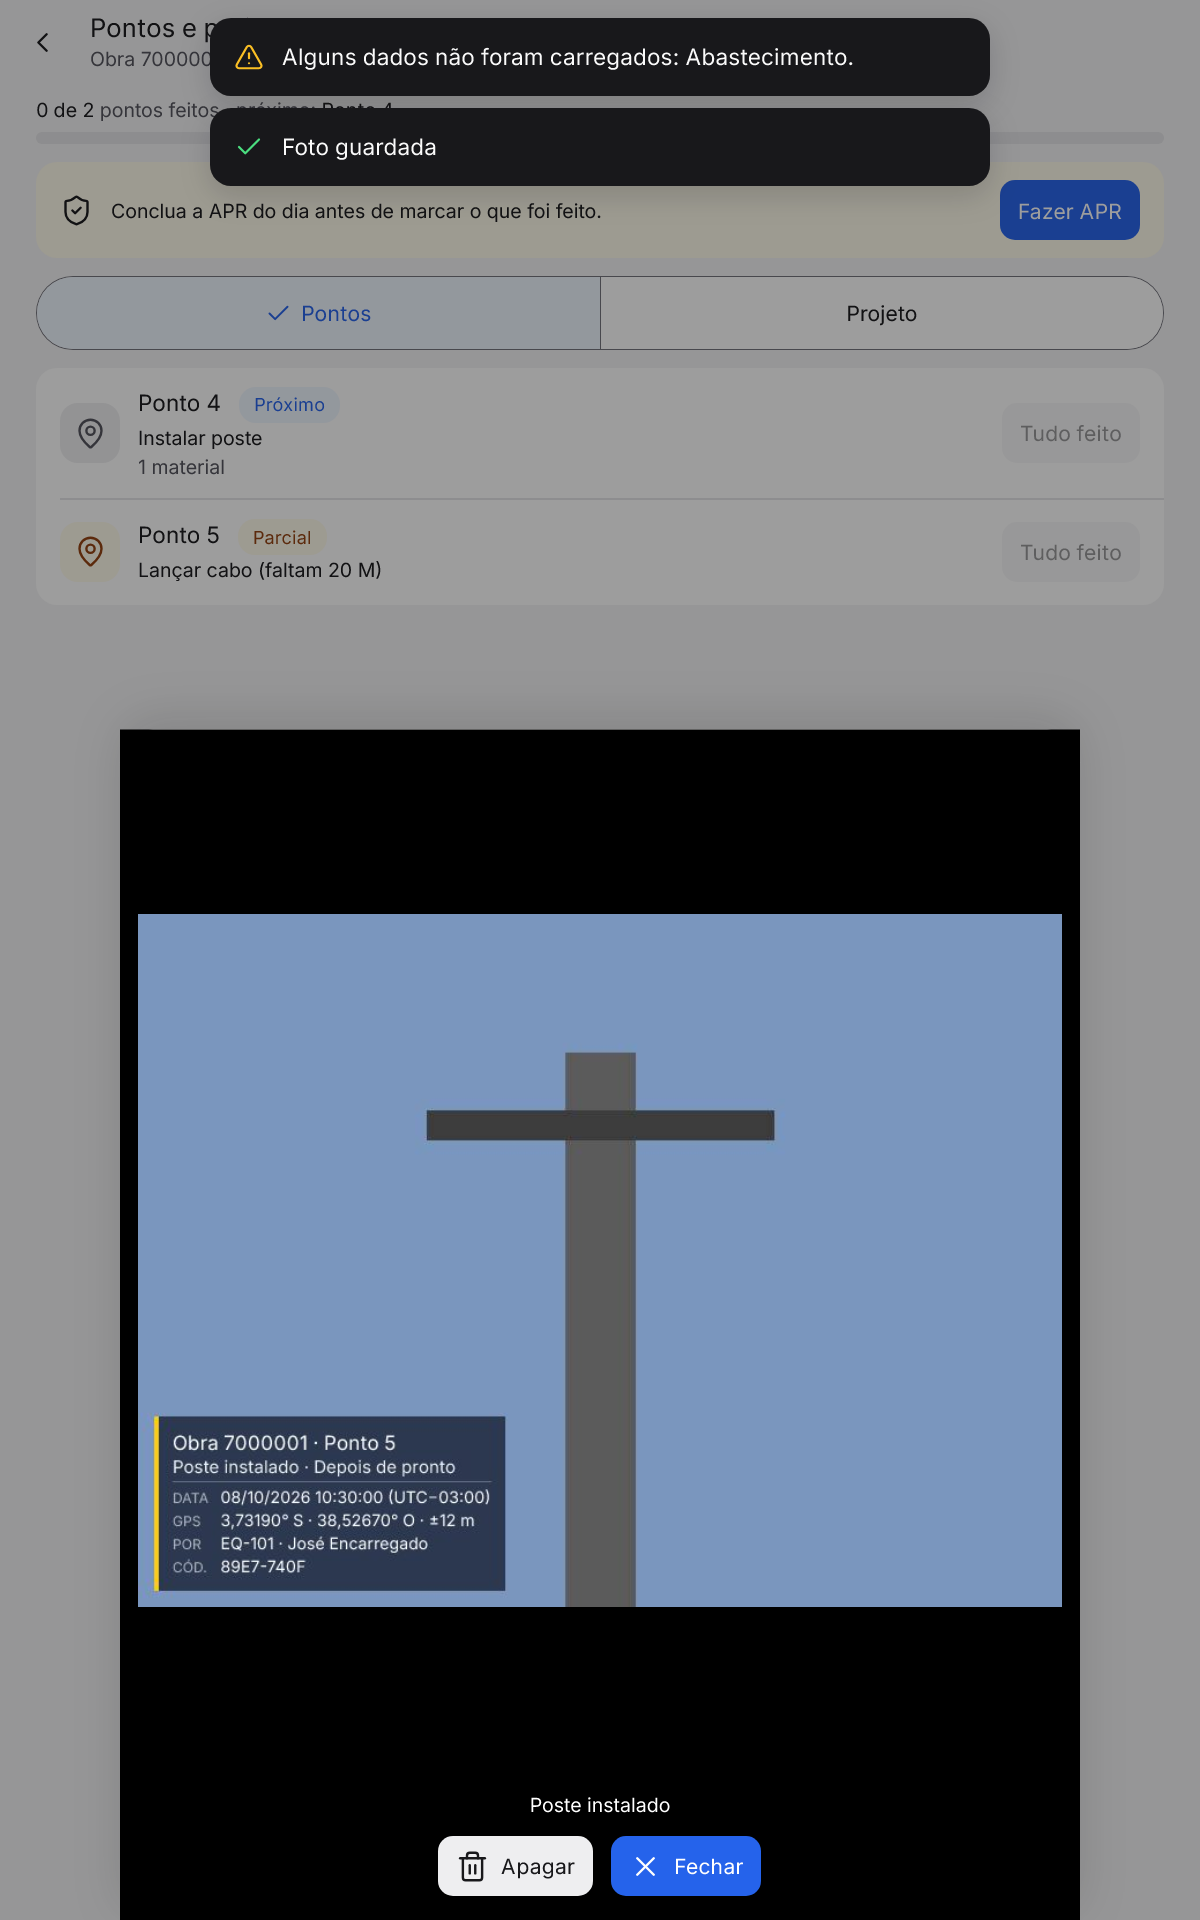 Pontos e
Obra 700000
Alguns dados não foram carregados: Abastecimento.
0 de 2 pontos feitos
Ponto 4
Foto guardada
Conclua a APR do dia antes de marcar o que foi feito.
Fazer APR
Pontos
Projeto
Ponto 4 Próximo
Instalar poste
1 material
Tudo feito
Ponto 5 Parcial
Lançar cabo (faltam 20 M)
Tudo feito
Obra 7000001 · Ponto 5
Poste instalado · Depois de pronto
DATA 08/10/2026 10:30:00 (UTC−03:00)
GPS 3,73190° S · 38,52670° O · ±12 m
POR EQ-101 · José Encarregado
CÓD. 89E7-740F
Poste instalado
Apagar
Fechar